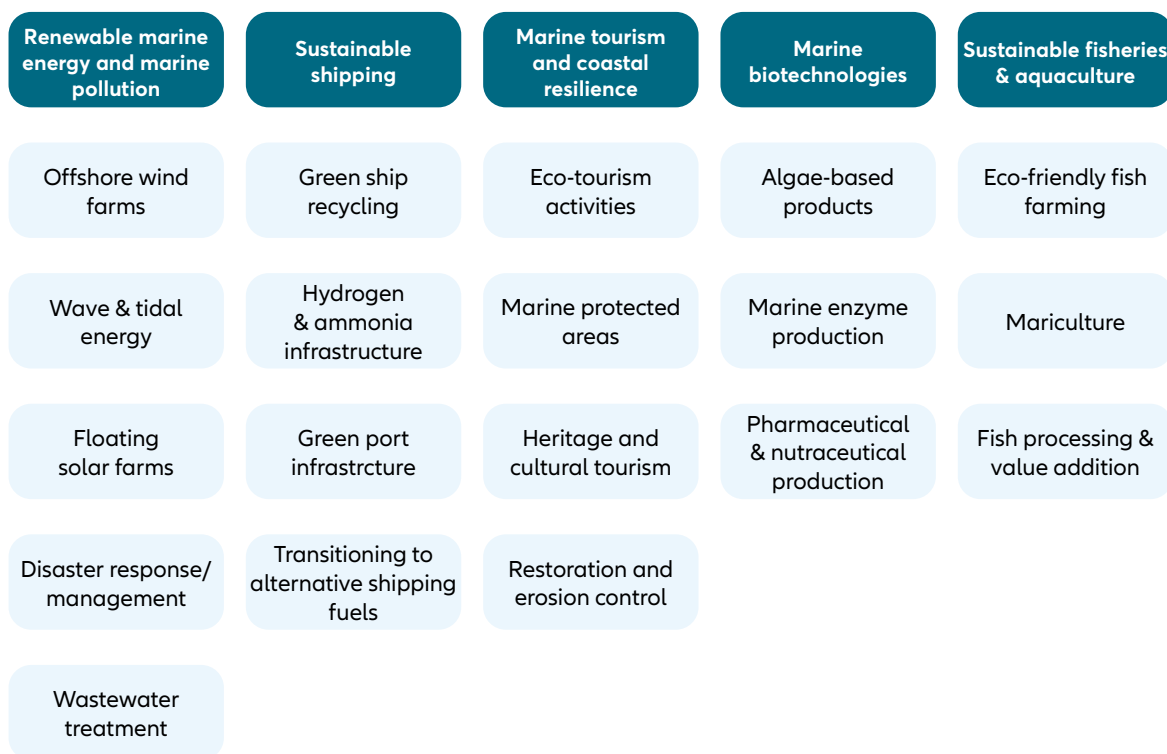 Renewable marine
energy and marine
pollution
Sustainable
shipping
Marine tourism
and coastal
resilience
Marine
biotechnologies
Sustainable fisheries
& aquaculture
Offshore wind
farms
Green ship
recycling
Eco-tourism
activities
Algae-based
products
Eco-friendly fish
farming
Wave & tidal
energy
Hydrogen
& ammonia
infrastructure
Marine protected
areas
Marine enzyme
production
Mariculture
Floating
solar farms
Green port
infrastrcture
Heritage and
cultural tourism
Pharmaceutical
& nutraceutical
production
Fish processing &
value addition
Disaster response/
management
Transitioning to
alternative shipping
fuels
Restoration and
erosion control
Wastewater
treatment